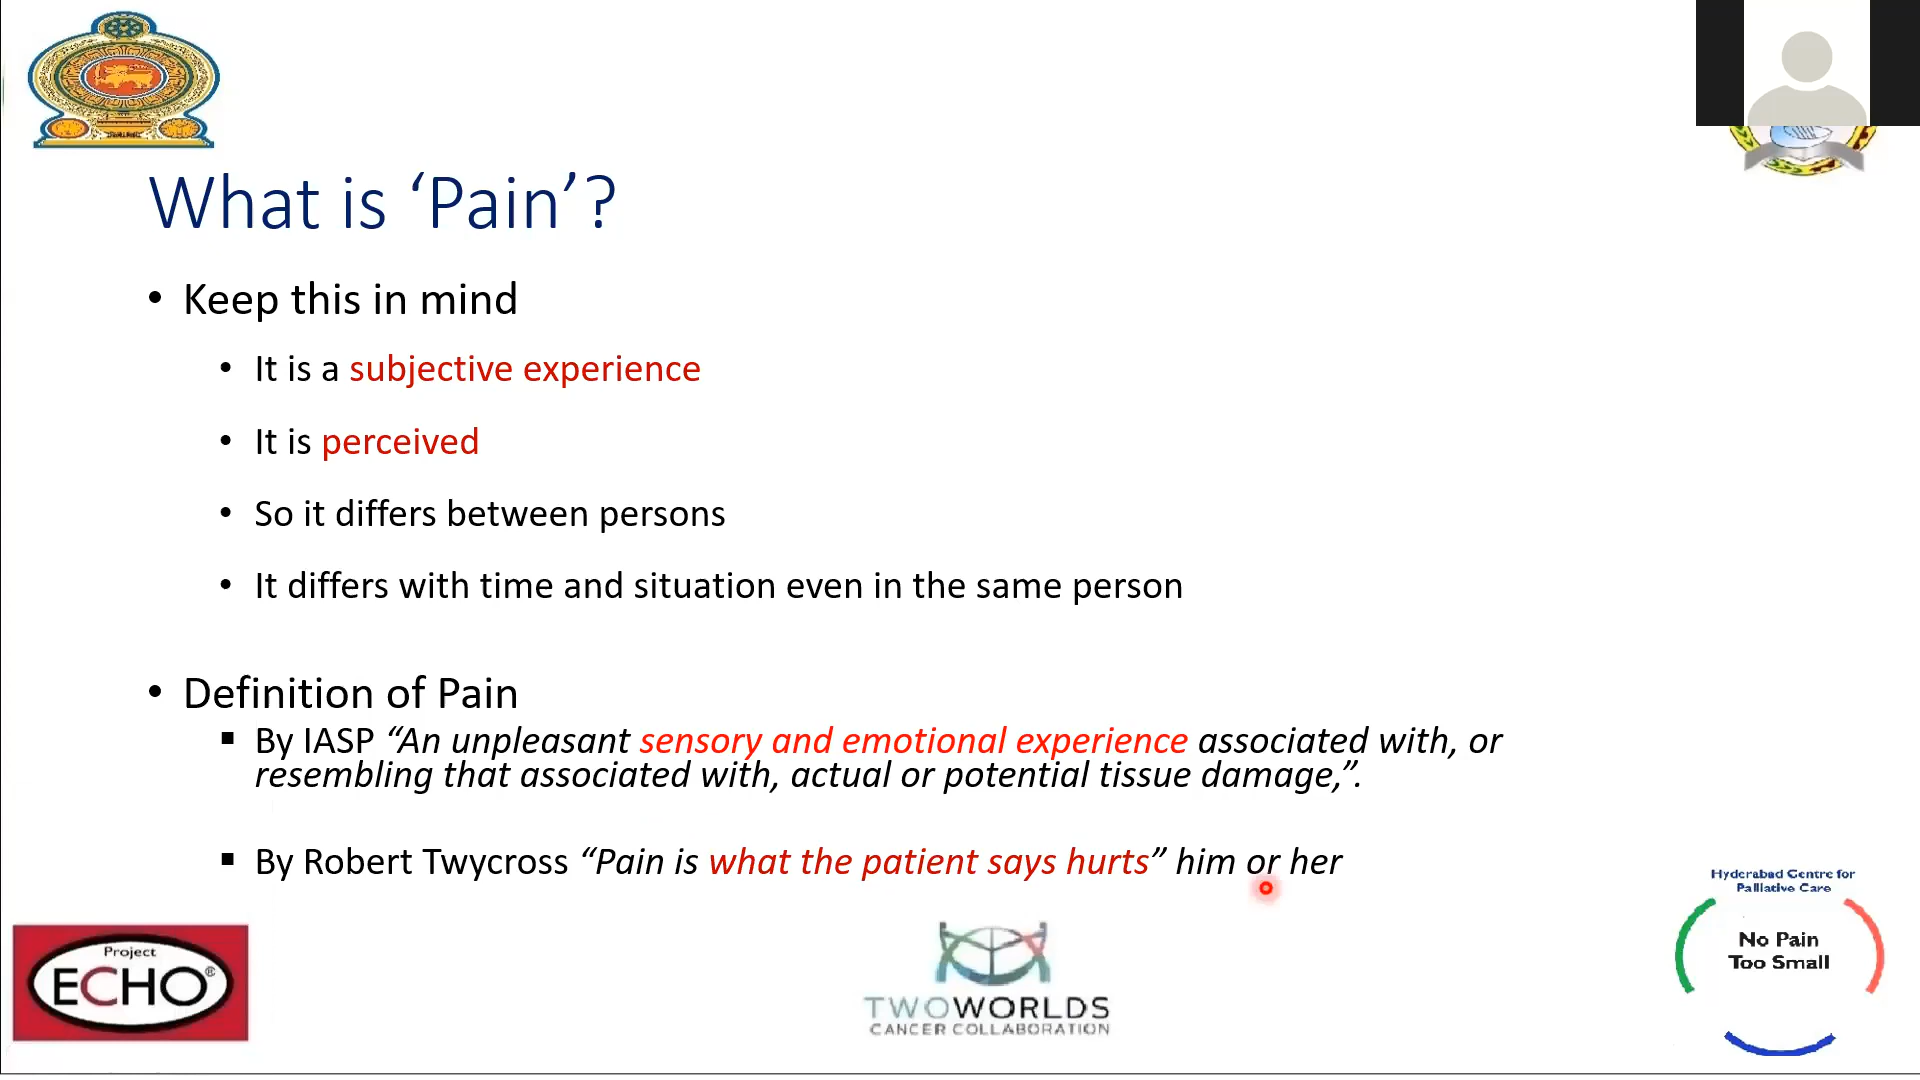 What is ‘Pain’?
• Keep this in mind
• It is a subjective experience
• It is perceived
• So it differs between persons
• It differs with time and situation even in the same person
• Definition of Pain
▪ By IASP “An unpleasant sensory and emotional experience associated with, or
resembling that associated with, actual or potential tissue damage,”.
▪ By Robert Twycross “Pain is what the patient says hurts” him or her
Hyderabad Centre for
Palliative Care
No Pain
Too Small
Project
ECHO®
TWOWORLDS
CANCER COLLABORATION